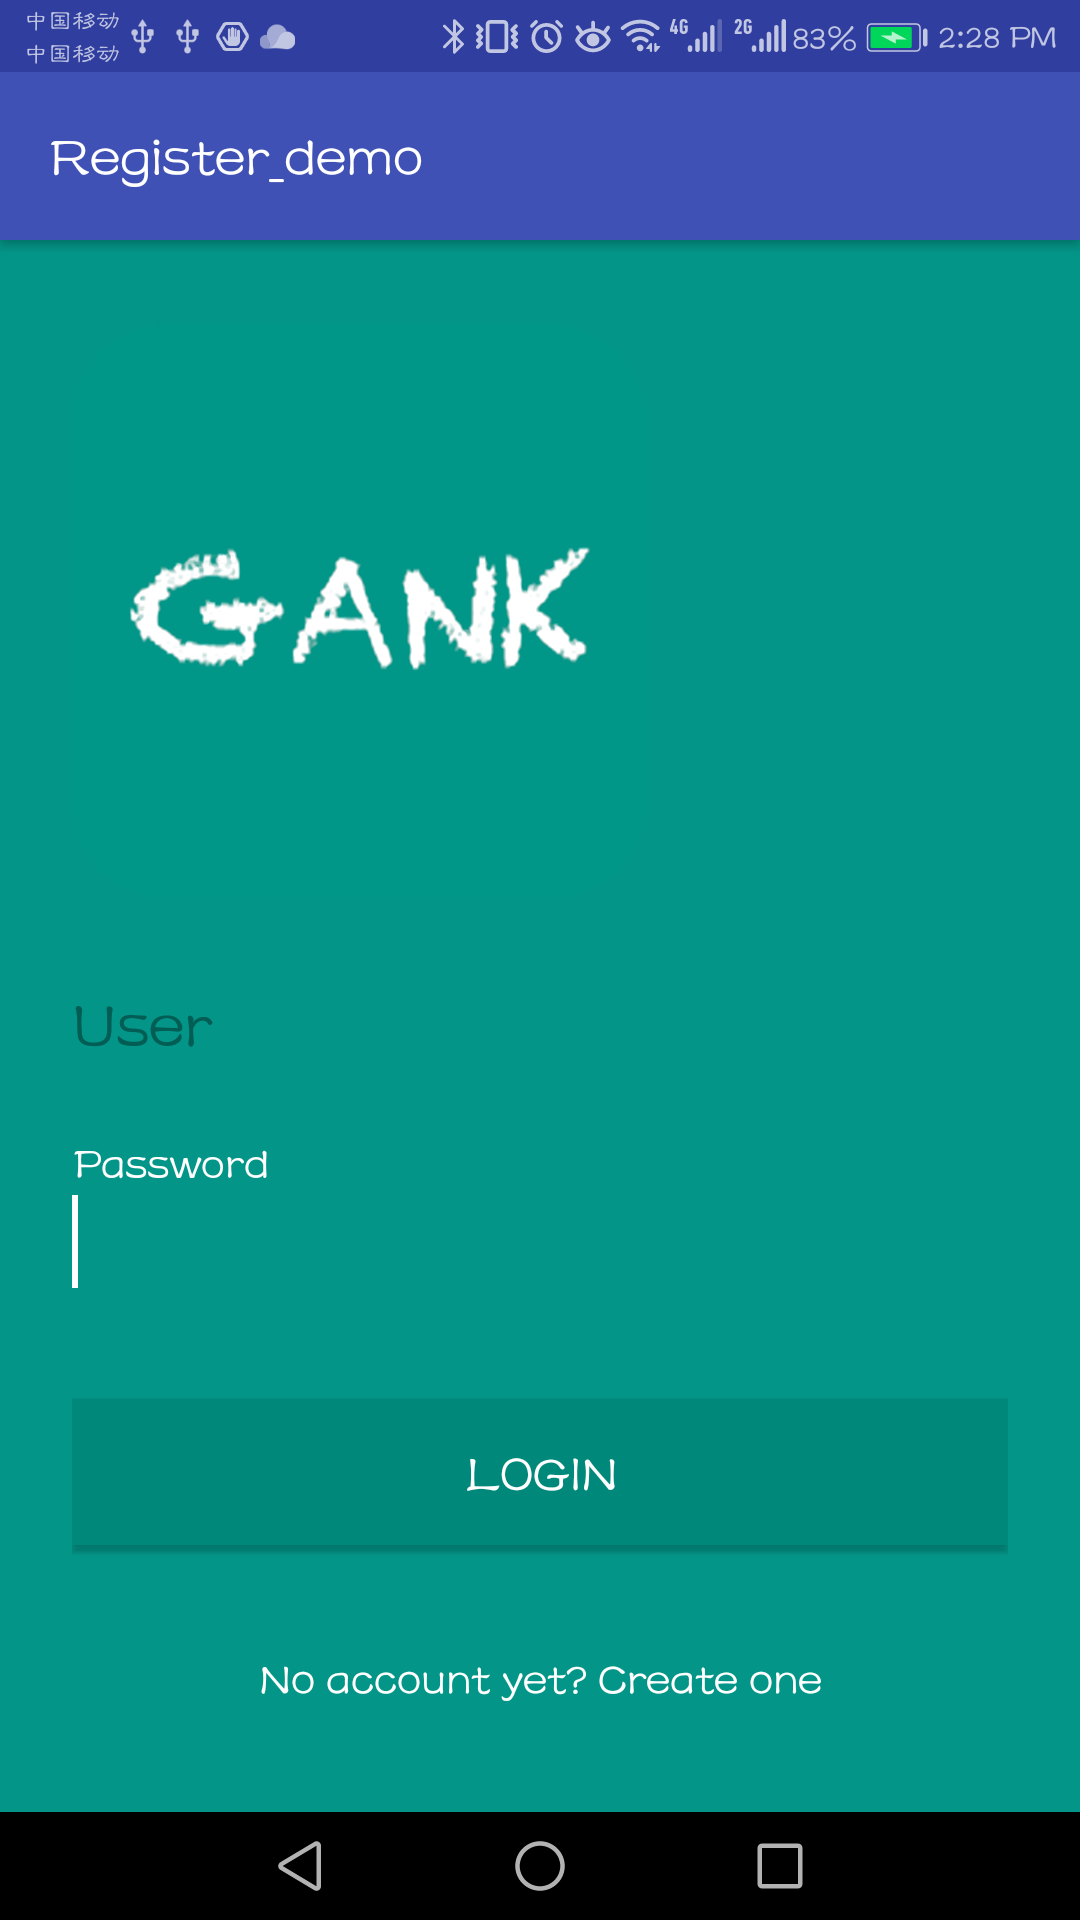 中国移动
中国移动
4G 2G 83% 2:28 PM
Register_demo
GANK
User
Password
LOGIN
No account yet? Create one